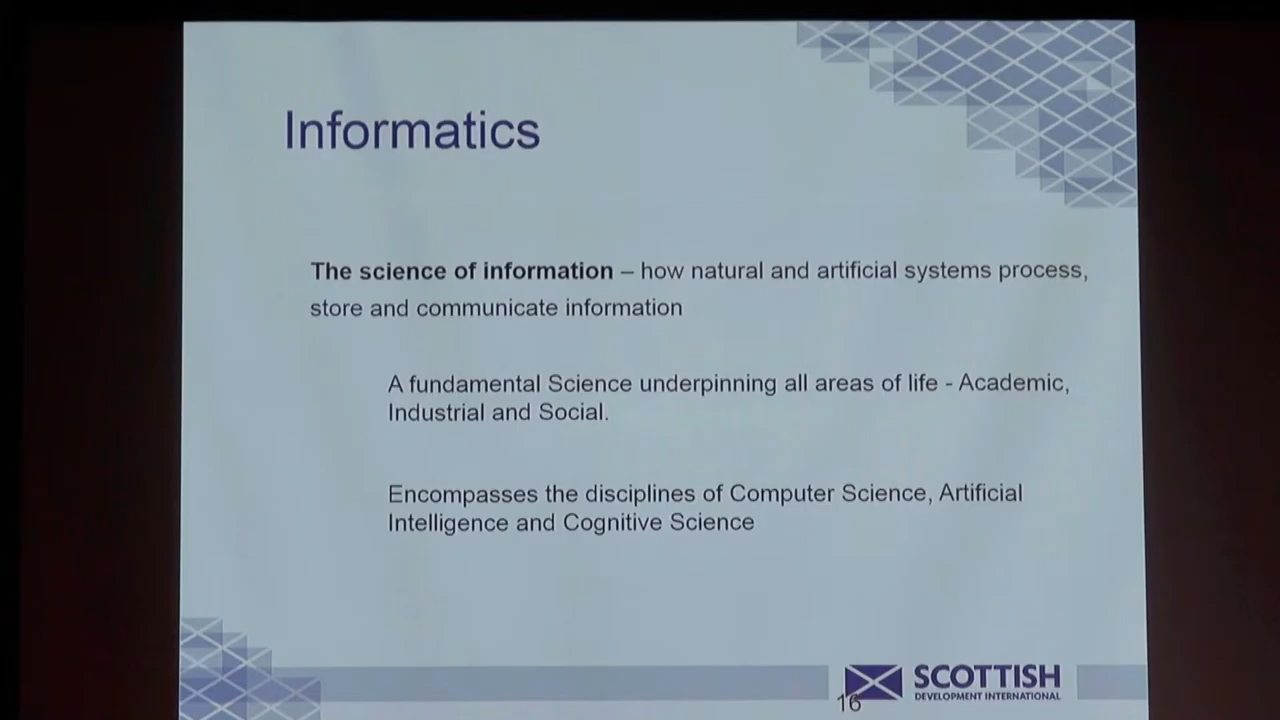 Informatics
The science of information – how natural and artificial systems process,
store and communicate information
A fundamental Science underpinning all areas of life - Academic,
Industrial and Social.
Encompasses the disciplines of Computer Science, Artificial
Intelligence and Cognitive Science
16
SCOTTISH
DEVELOPMENT INTERNATIONAL